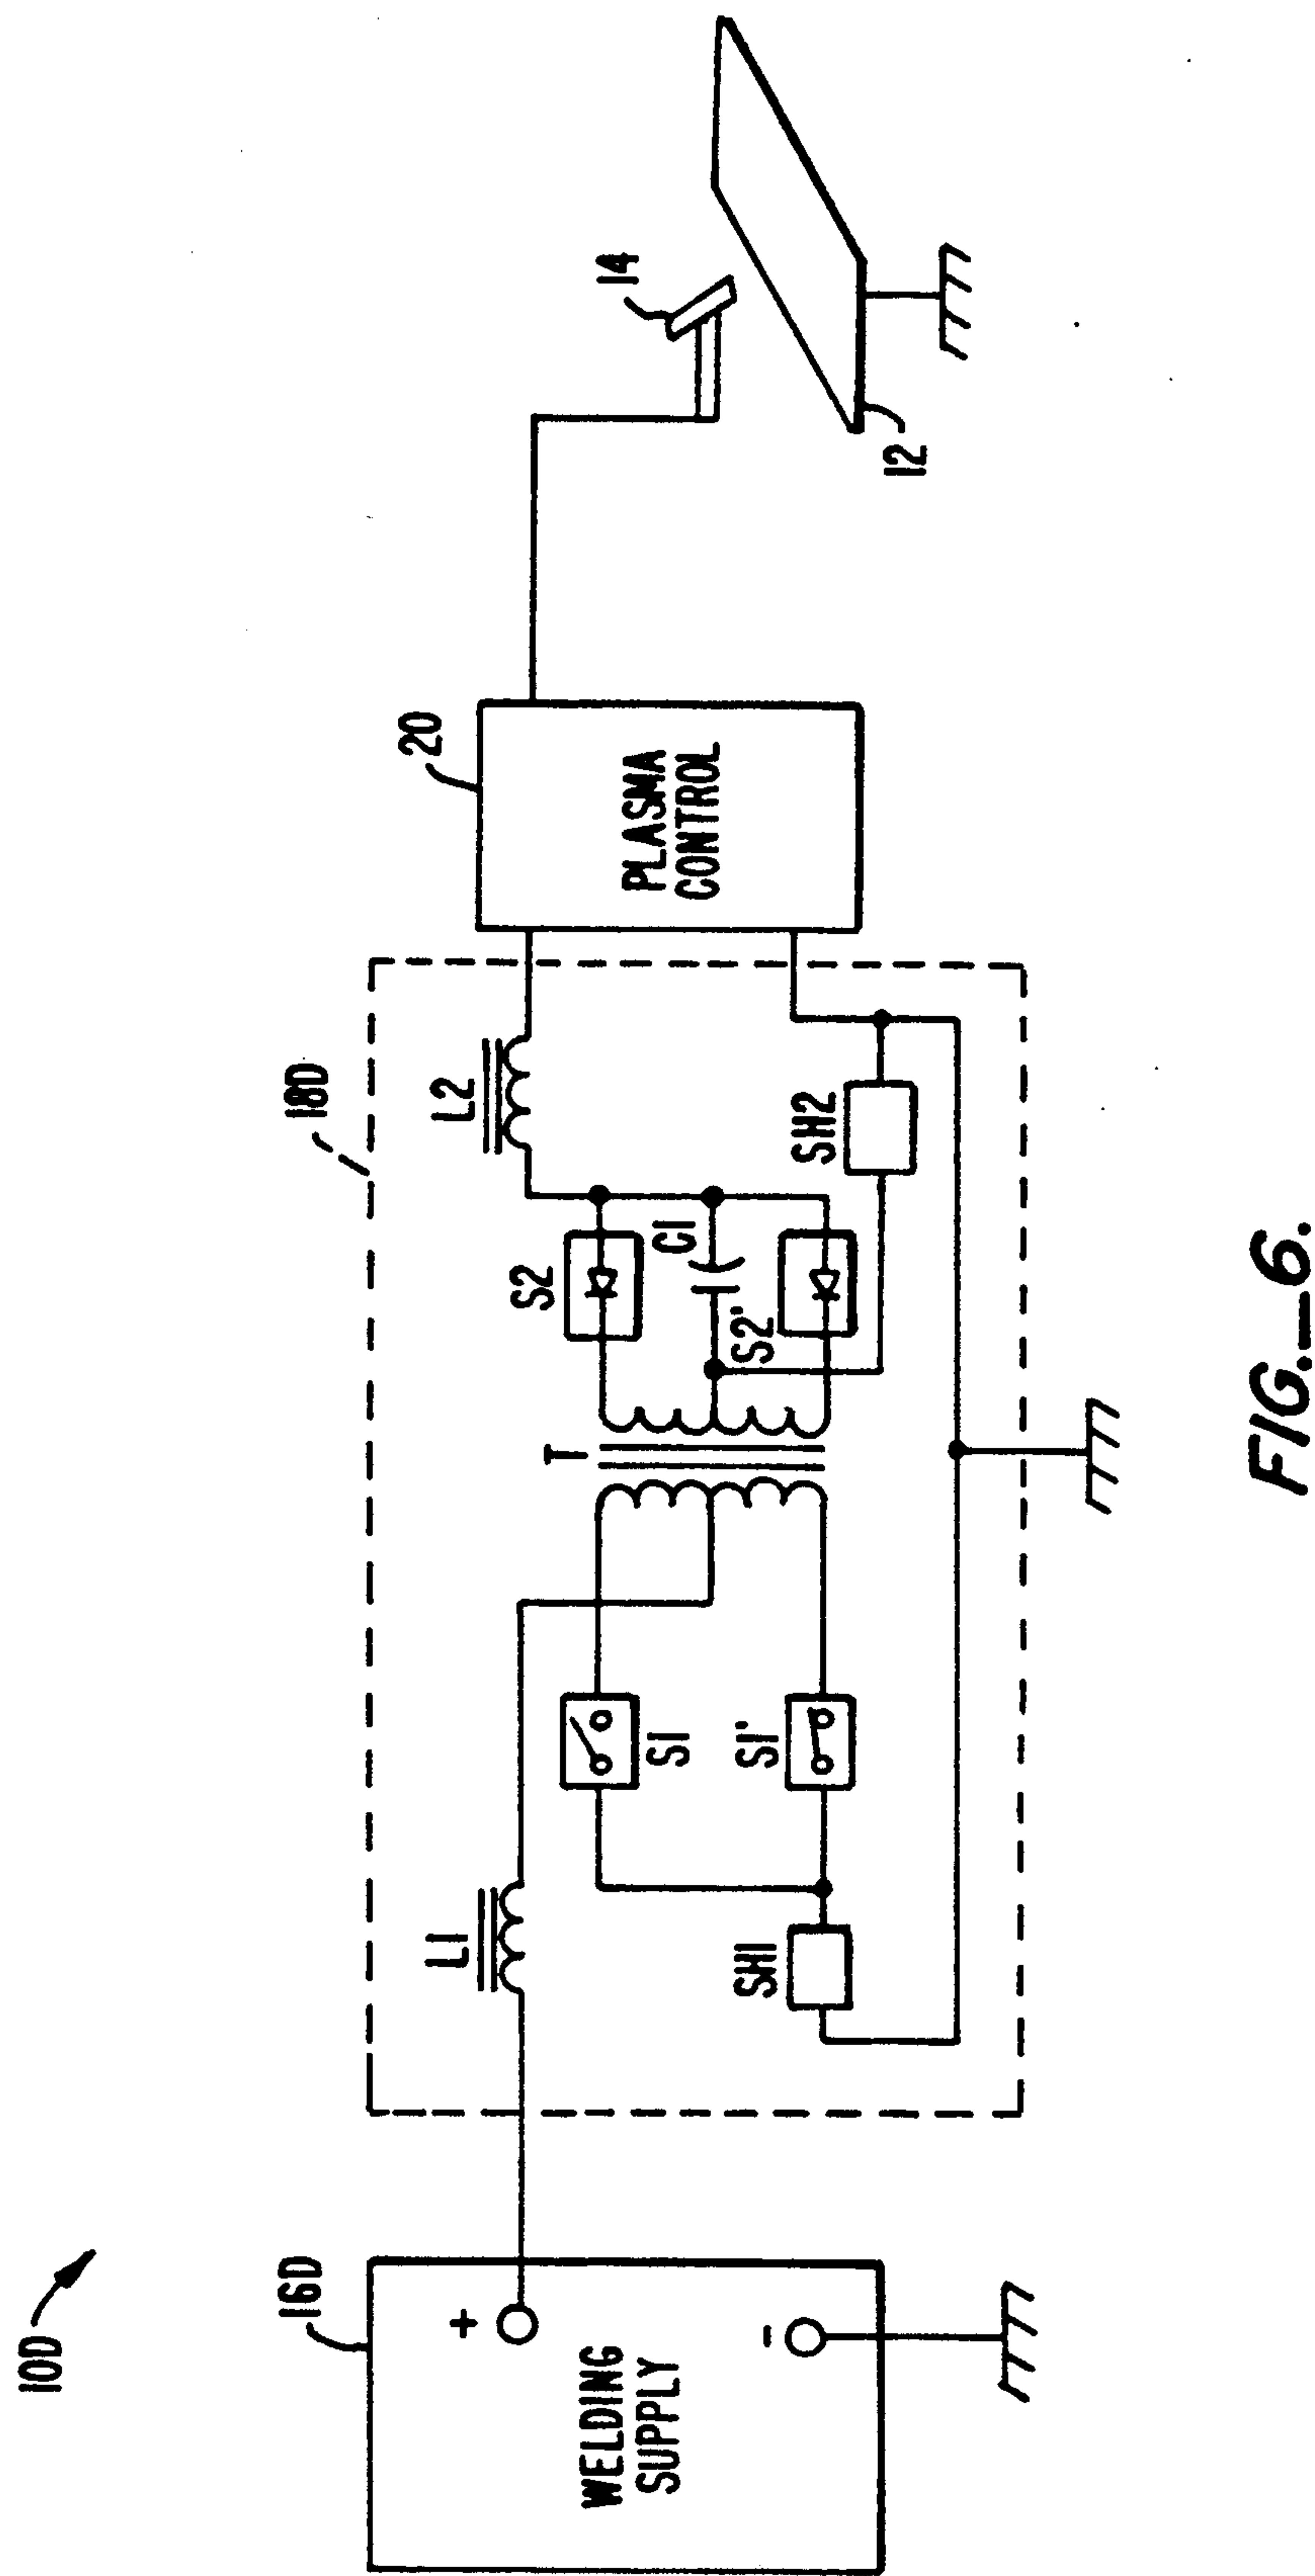 10D
16D
+
-
WELDING
SUPPLY
18D
L1
SH1
S1
S1'
T
S2
C1
S2'
L2
SH2
20
PLASMA
CONTROL
14
12
FIG._6.